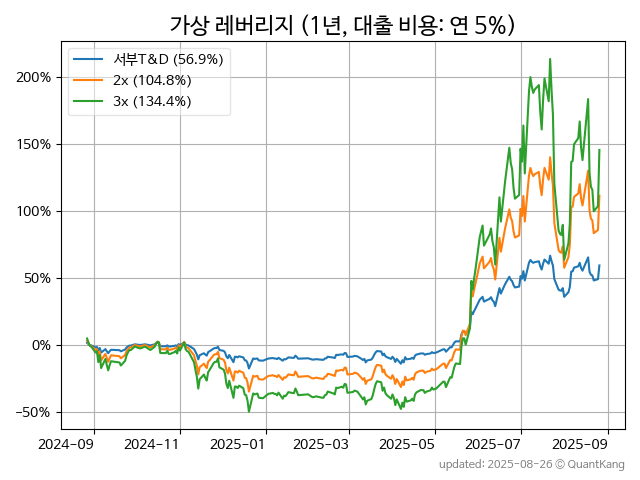 가상 레버리지 (1년, 대출 비용: 연 5%)
서부T&D (56.9%)
2x (104.8%)
3x (134.4%)
200%
150%
100%
50%
0%
−50%
2024-09 2024-11 2025-01 2025-03 2025-05 2025-07 2025-09
updated: 2025-08-26 © QuantKang